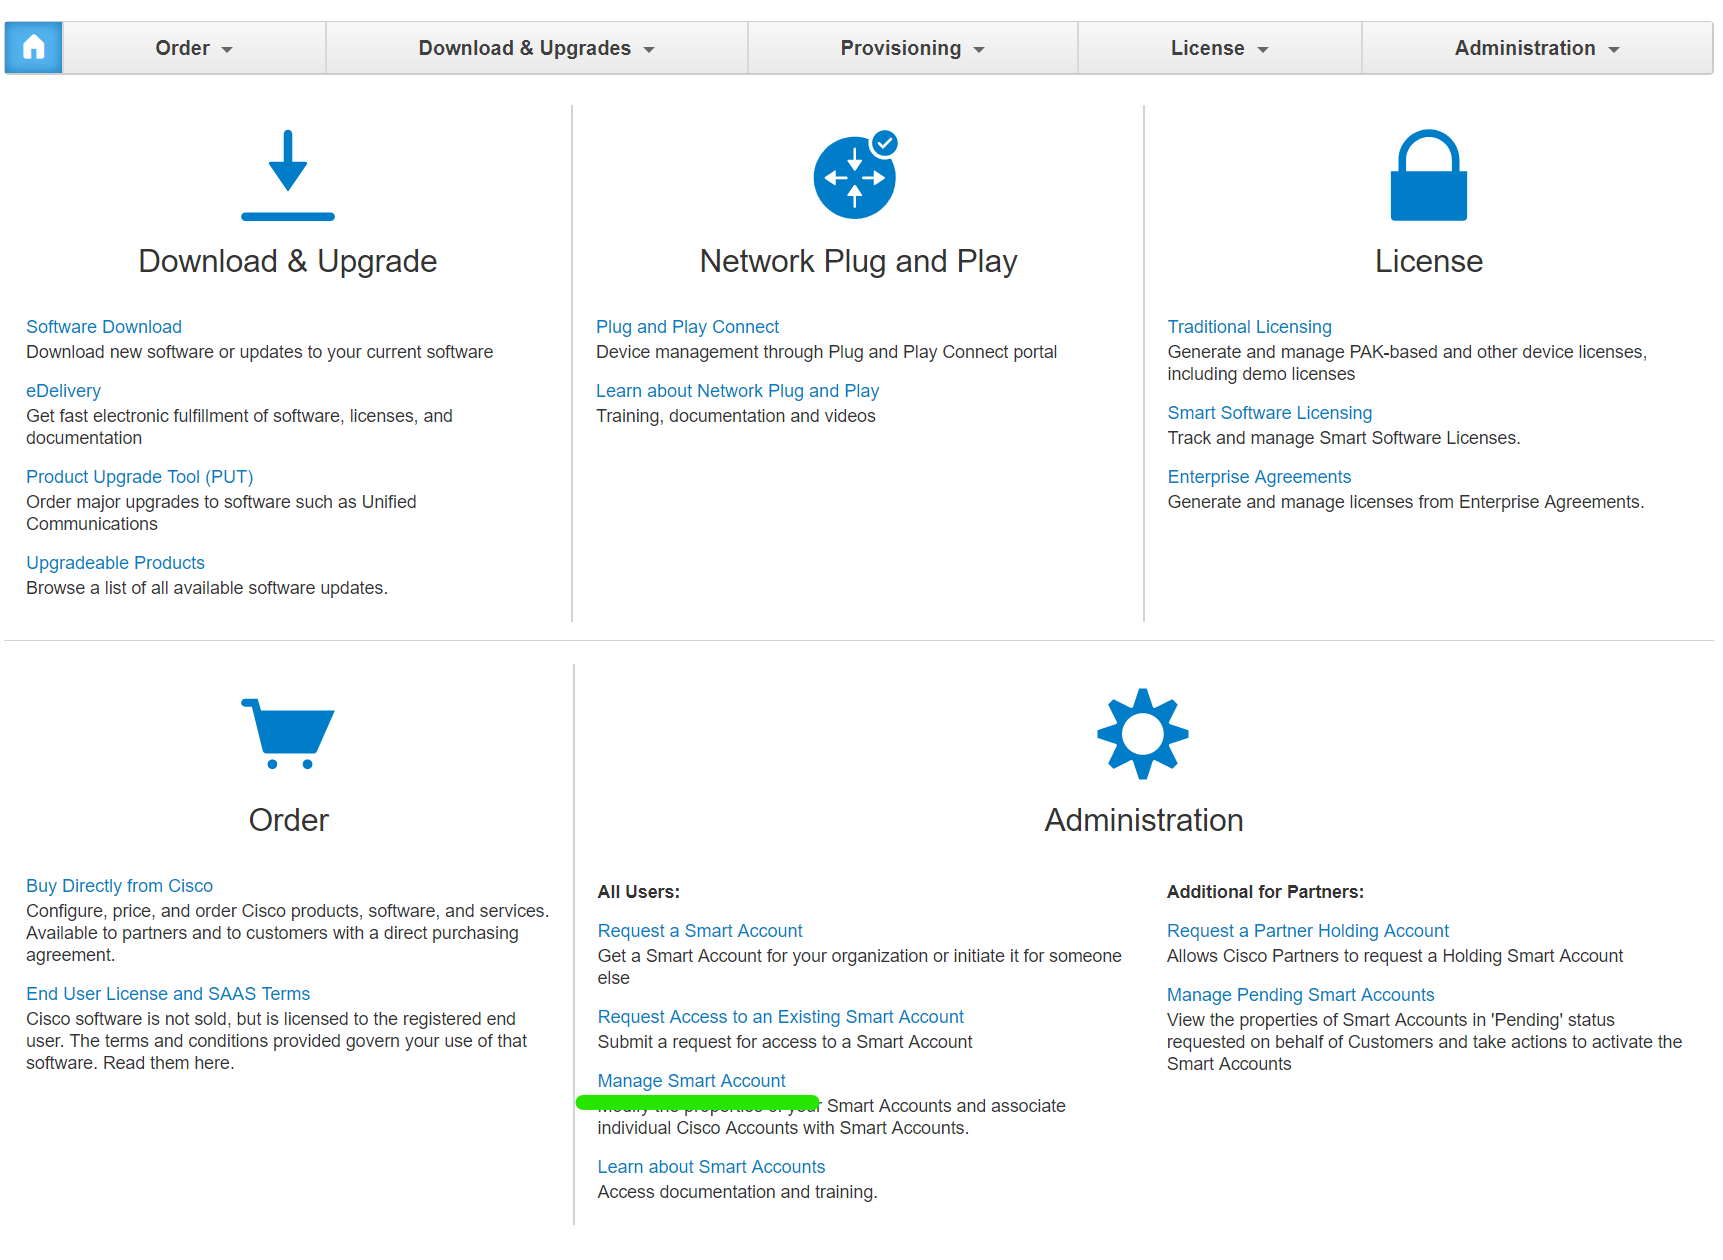 Order
Download & Upgrades
Provisioning
License
Administration
Download & Upgrade
Software Download
Download new software or updates to your current software
eDelivery
Get fast electronic fulfillment of software, licenses, and
documentation
Product Upgrade Tool (PUT)
Order major upgrades to software such as Unified
Communications
Upgradeable Products
Browse a list of all available software updates.
Network Plug and Play
Plug and Play Connect
Device management through Plug and Play Connect portal
Learn about Network Plug and Play
Training, documentation and videos
License
Traditional Licensing
Generate and manage PAK-based and other device licenses,
including demo licenses
Smart Software Licensing
Track and manage Smart Software Licenses.
Enterprise Agreements
Generate and manage licenses from Enterprise Agreements.
Order
Buy Directly from Cisco
Configure, price, and order Cisco products, software, and services.
Available to partners and to customers with a direct purchasing
agreement.
End User License and SAAS Terms
Cisco software is not sold, but is licensed to the registered end
user. The terms and conditions provided govern your use of that
software. Read them here.
Administration
All Users:
Request a Smart Account
Get a Smart Account for your organization or initiate it for someone
else
Request Access to an Existing Smart Account
Submit a request for access to a Smart Account
Manage Smart Account
Modify the properties of your Smart Accounts and associate
individual Cisco Accounts with Smart Accounts.
Learn about Smart Accounts
Access documentation and training.
Additional for Partners:
Request a Partner Holding Account
Allows Cisco Partners to request a Holding Smart Account
Manage Pending Smart Accounts
View the properties of Smart Accounts in 'Pending' status
requested on behalf of Customers and take actions to activate the
Smart Accounts